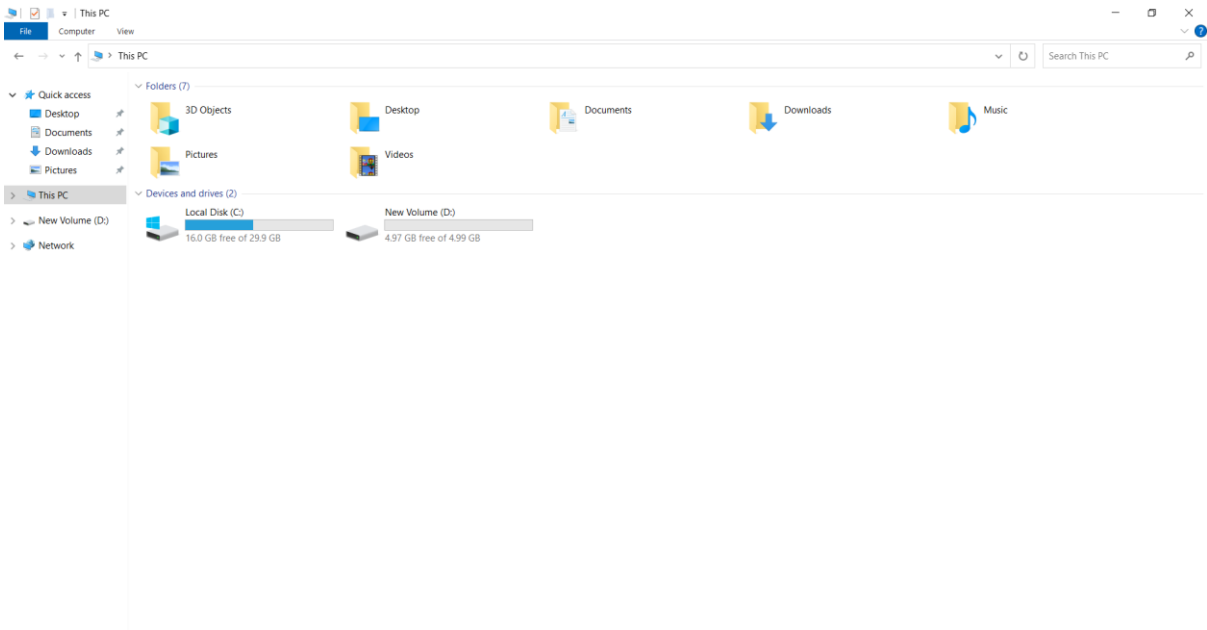 This PC
File Computer View
This PC Search This PC
Quick access
Desktop
Documents
Downloads
Pictures
This PC
New Volume (D:)
Network
Folders (7)
3D Objects Desktop Documents Downloads Music
Pictures Videos
Devices and drives (2)
Local Disk (C:) New Volume (D:)
16.0 GB free of 29.9 GB 4.97 GB free of 4.99 GB